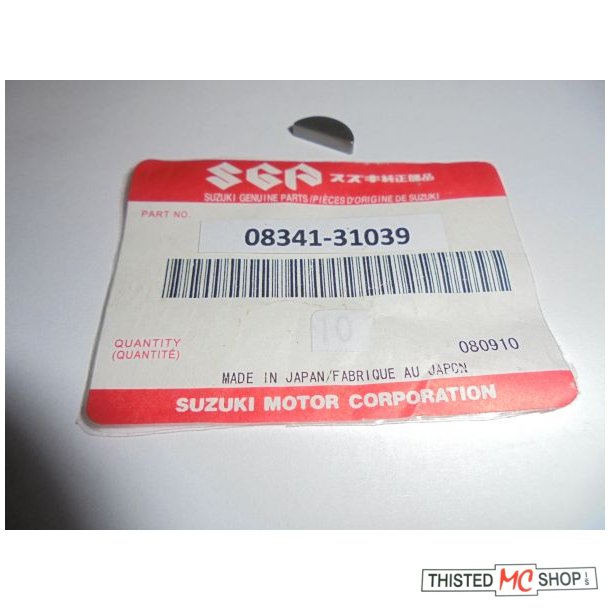 SGP スズキ純正部品
SUZUKI GENUINE PARTS/PIÈCES D'ORIGINE DE SUZUKI
PART NO.
08341-31039
10
QUANTITY
(QUANTITÉ)
080910
MADE IN JAPAN/FABRIQUE AU JAPON
SUZUKI MOTOR CORPORATION
THISTED MC SHOP I/S